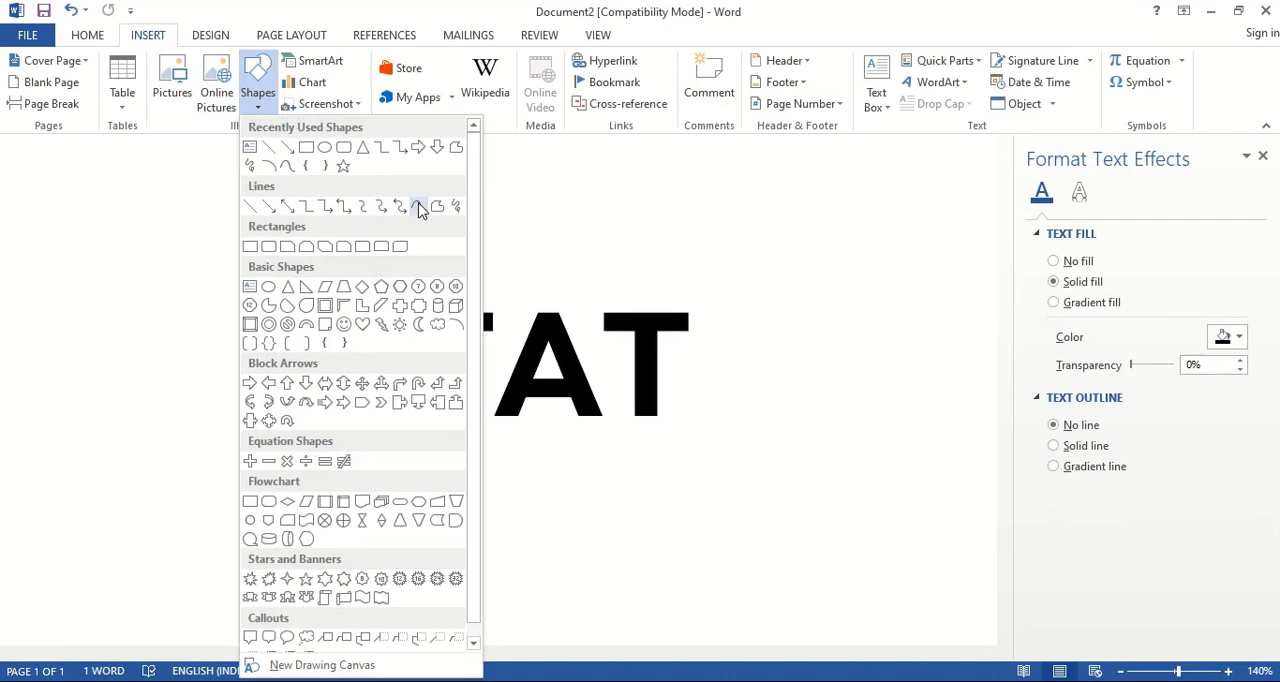 Document2 [Compatibility Mode] - Word
?
FILE HOME INSERT DESIGN PAGE LAYOUT REFERENCES MAILINGS REVIEW VIEW Sign in
Cover Page
Blank Page
Page Break
Pages
Table
Tables
Pictures
Online Pictures
Shapes
SmartArt
Chart
Screenshot
Store
My Apps
W
Wikipedia
Online Video
Media
Hyperlink
Bookmark
Cross-reference
Links
Comment
Comments
Header
Footer
Page Number
Header & Footer
Text Box
Quick Parts
WordArt
Drop Cap
Signature Line
Date & Time
Object
Text
Equation
Symbol
Symbols
Recently Used Shapes
Lines
Rectangles
Basic Shapes
Block Arrows
Equation Shapes
Flowchart
Stars and Banners
Callouts
New Drawing Canvas
TAT
Format Text Effects
TEXT FILL
No fill
Solid fill
Gradient fill
Color
Transparency 0%
TEXT OUTLINE
No line
Solid line
Gradient line
PAGE 1 OF 1 1 WORD ENGLISH (IND 140%